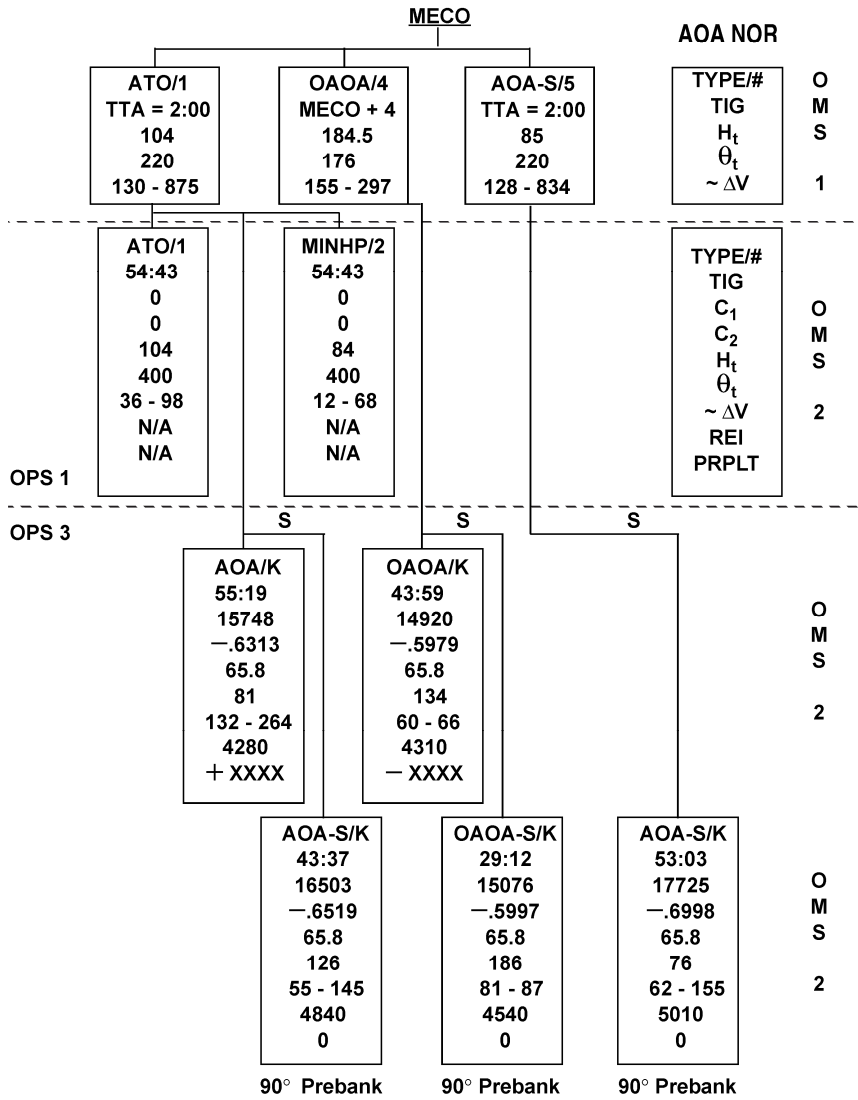 MECO
AOA NOR
ATO/1
TTA = 2:00
104
220
130 - 875
OAOA/4
MECO + 4
184.5
176
155 - 297
AOA-S/5
TTA = 2:00
85
220
128 - 834
TYPE/#
TIG
Ht
θt
~ ΔV
O
M
S
1
ATO/1
54:43
0
0
104
400
36 - 98
N/A
N/A
MINHP/2
54:43
0
0
84
400
12 - 68
N/A
N/A
TYPE/#
TIG
C1
C2
Ht
θt
~ ΔV
REI
PRPLT
O
M
S
2
OPS 1
OPS 3
S
S
S
AOA/K
55:19
15748
—.6313
65.8
81
132 - 264
4280
+ XXXX
OAOA/K
43:59
14920
—.5979
65.8
134
60 - 66
4310
— XXXX
O
M
S
2
AOA-S/K
43:37
16503
—.6519
65.8
126
55 - 145
4840
0
90° Prebank
OAOA-S/K
29:12
15076
—.5997
65.8
186
81 - 87
4540
0
90° Prebank
AOA-S/K
53:03
17725
—.6998
65.8
76
62 - 155
5010
0
90° Prebank
O
M
S
2